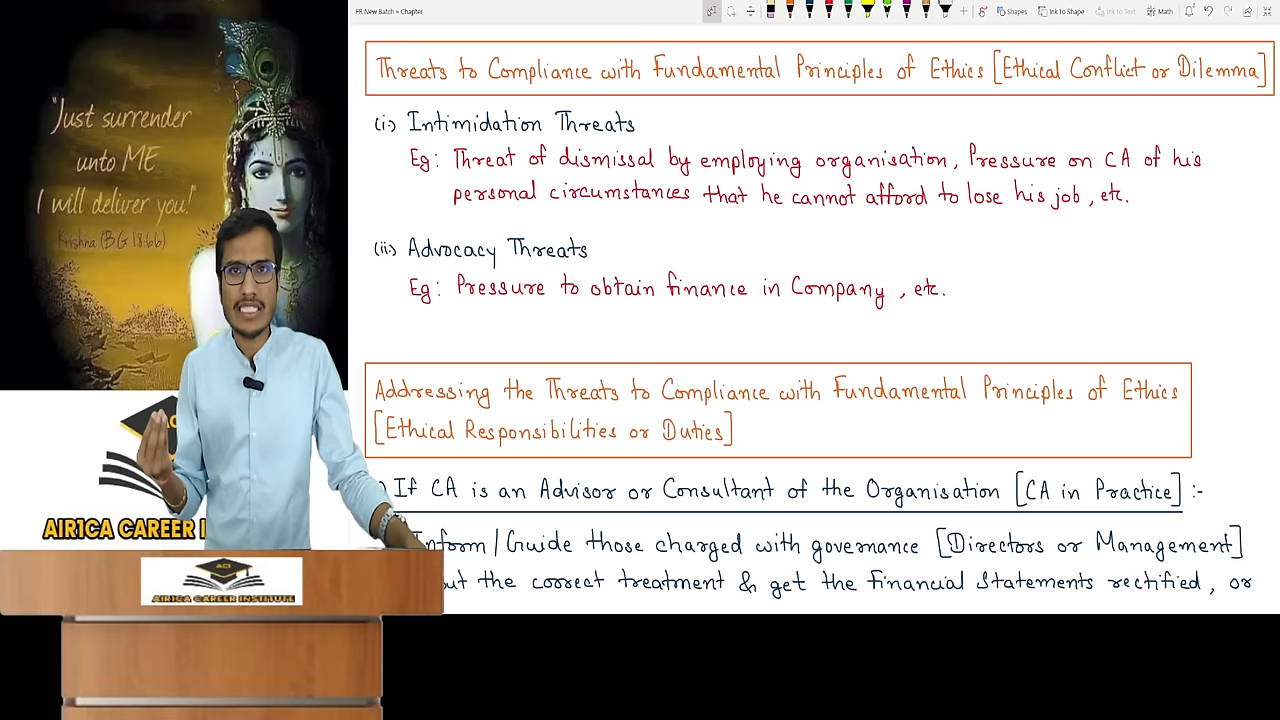 FR New Batch » Chapter
Shapes
Ink to Shape
Ink to Text
Math
Threats to Compliance with Fundamental Principles of Ethics [Ethical Conflict or Dilemma]
(i.) Intimidation Threats
Eg: Threat of dismissal by employing organisation, Pressure on CA of his
personal circumstances that he cannot afford to lose his job, etc.
(ii.) Advocacy Threats
Eg: Pressure to obtain finance in Company, etc.
Addressing the Threats to Compliance with Fundamental Principles of Ethics
[Ethical Responsibilities or Duties]
If CA is an Advisor or Consultant of the Organisation [CA in Practice] :-
Inform/Guide those charged with governance [Directors or Management]
the correct treatment & get the Financial Statements rectified, or
"Just surrender
unto ME
I will deliver you!"
Krishna (BG 18:66)
AIR1CA CAREER
ACI
AIR1CA CAREER INSTITUTE